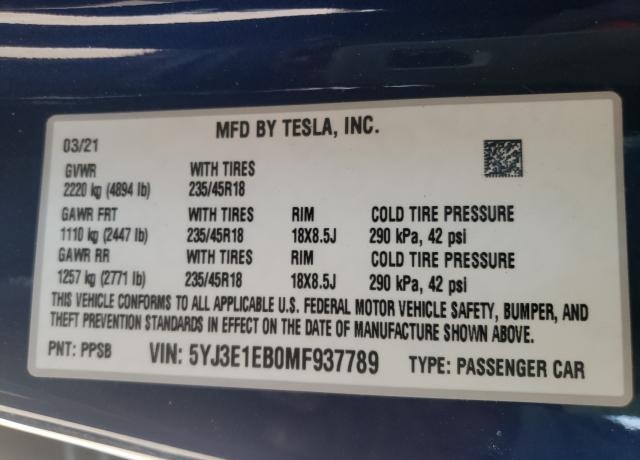 MFD BY TESLA, INC.
03/21
GVWR WITH TIRES
2220 kg (4894 lb) 235/45R18
GAWR FRT WITH TIRES RIM COLD TIRE PRESSURE
1110 kg (2447 lb) 235/45R18 18X8.5J 290 kPa, 42 psi
GAWR RR WITH TIRES RIM COLD TIRE PRESSURE
1257 kg (2771 lb) 235/45R18 18X8.5J 290 kPa, 42 psi
THIS VEHICLE CONFORMS TO ALL APPLICABLE U.S. FEDERAL MOTOR VEHICLE SAFETY, BUMPER, AND
THEFT PREVENTION STANDARDS IN EFFECT ON THE DATE OF MANUFACTURE SHOWN ABOVE.
PNT: PPSB VIN: 5YJ3E1EB0MF937789 TYPE: PASSENGER CAR